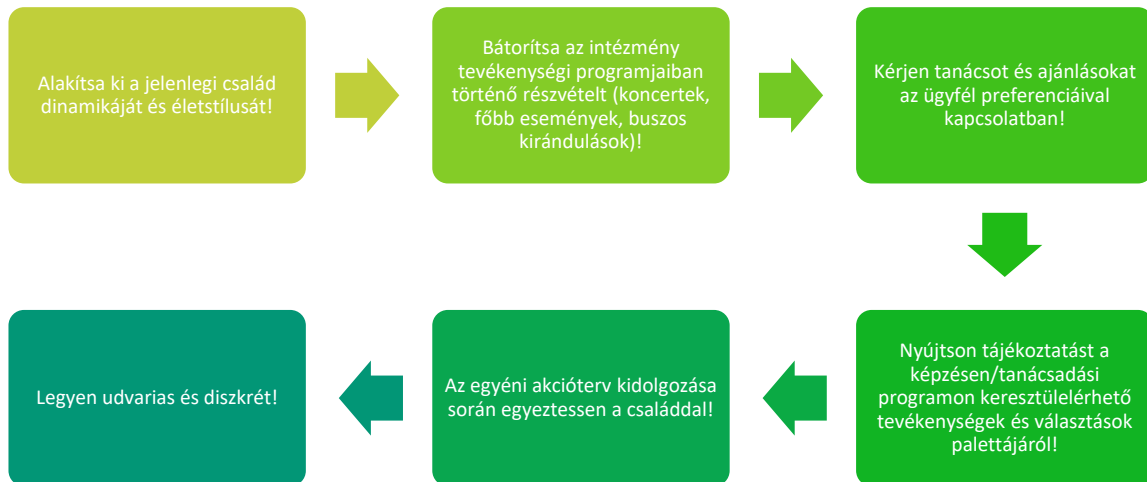 Alakítsa ki a jelenlegi család
dinamikáját és életstílusát!
Bátorítsa az intézmény
tevékenységi programjaiban
történő részvételt (koncertek,
főbb események, buszos
kirándulások)!
Kérjen tanácsot és ajánlásokat
az ügyfél preferenciáival
kapcsolatban!
Nyújtson tájékoztatást a
képzésen/tanácsadási
programon keresztülelérhető
tevékenységek és választások
palettájáról!
Az egyéni akcióterv kidolgozása
során egyeztessen a családdal!
Legyen udvarias és diszkrét!